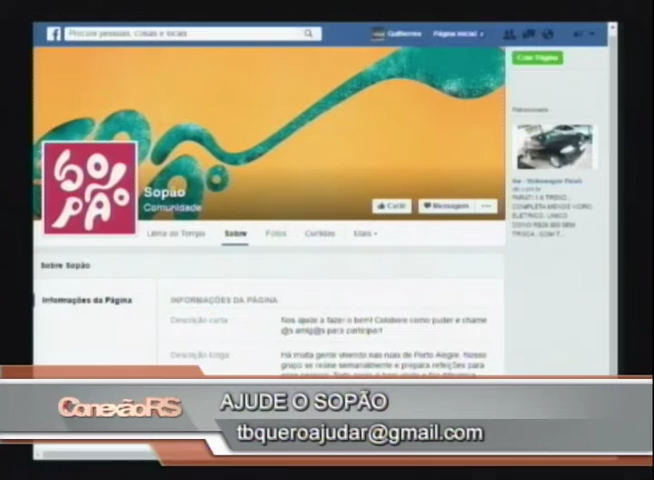 Procurar pessoas, coisas e locais
Guilherme
Página inicial
Criar Página
SO
PÃO
Sopão
Comunidade
Curtir
Mensagem
Linha do Tempo
Sobre
Fotos
Curtidas
Mais
Patrocinado
Sobre Sopão
Informações da Página
INFORMAÇÕES DA PÁGINA
Descrição curta
Nos ajude a fazer o bem! Colabore como puder e chame
@s amig@s para participar!
Descrição longa
Há muita gente vivendo nas ruas de Porto Alegre. Nosso
grupo se reúne semanalmente e prepara refeições para
ConexãoRS
AJUDE O SOPÃO
tbqueroajudar@gmail.com